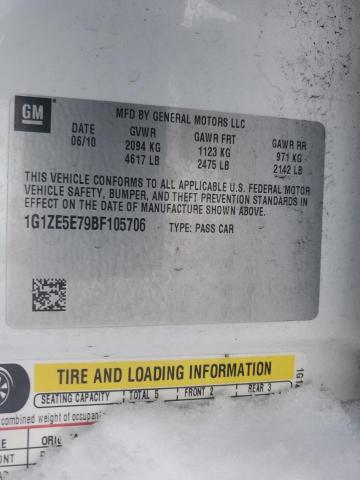 GM
MFD BY GENERAL MOTORS LLC
DATE GVWR GAWR FRT GAWR RR
06/10 2094 KG 1123 KG 971 KG
4617 LB 2475 LB 2142 LB
THIS VEHICLE CONFORMS TO ALL APPLICABLE U.S. FEDERAL MOTOR
VEHICLE SAFETY, BUMPER, AND THEFT PREVENTION STANDARDS IN
EFFECT ON THE DATE OF MANUFACTURE SHOWN ABOVE.
1G1ZE5E79BF105706 TYPE: PASS CAR
TIRE AND LOADING INFORMATION
SEATING CAPACITY TOTAL 5 FRONT 2 REAR 3
combined weight of